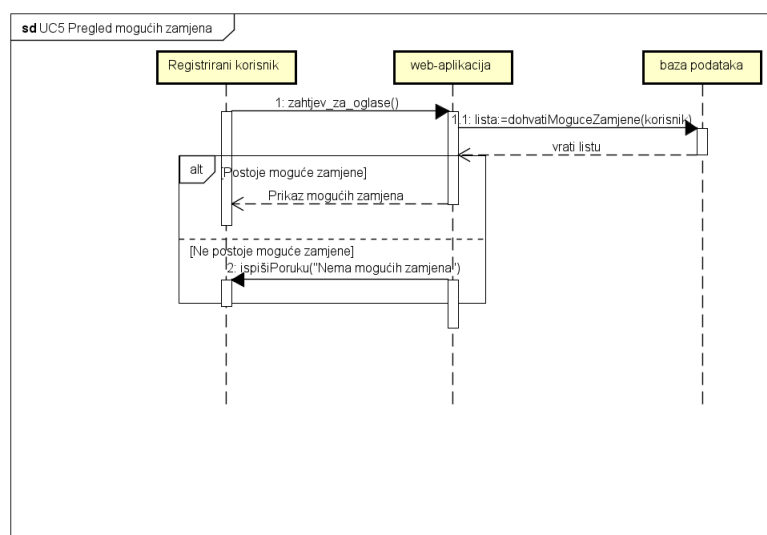 sd UC5 Pregled mogućih zamjena
Registrirani korisnik
web-aplikacija
baza podataka
1: zahtjev_za_oglase()
1.1: lista:=dohvatiMoguceZamjene(korisnik)
vrati listu
alt
[Postoje moguće zamjene]
Prikaz mogućih zamjena
[Ne postoje moguće zamjene]
2: ispišiPoruku("Nema mogućih zamjena")